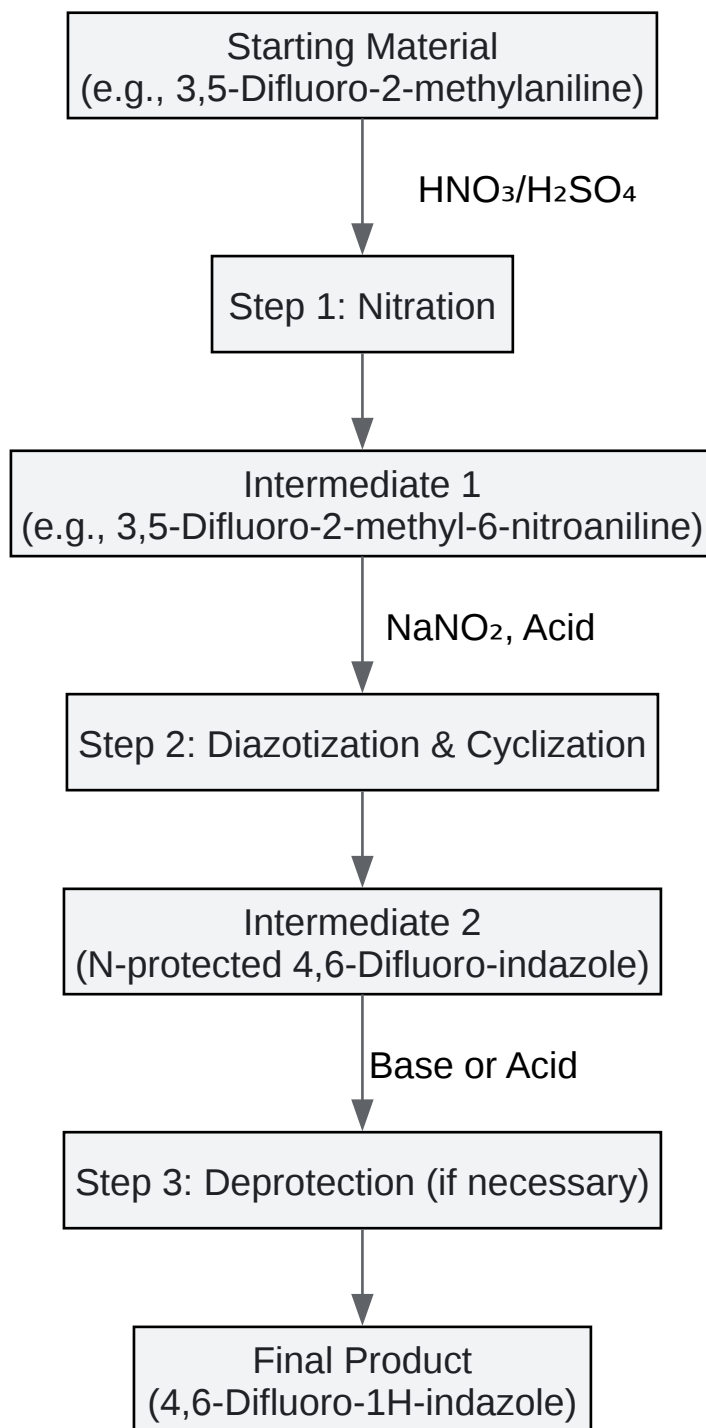 Starting Material
(e.g., 3,5-Difluoro-2-methylaniline)
HNO₃/H₂SO₄
Step 1: Nitration
Intermediate 1
(e.g., 3,5-Difluoro-2-methyl-6-nitroaniline)
NaNO₂, Acid
Step 2: Diazotization & Cyclization
Intermediate 2
(N-protected 4,6-Difluoro-indazole)
Base or Acid
Step 3: Deprotection (if necessary)
Final Product
(4,6-Difluoro-1H-indazole)